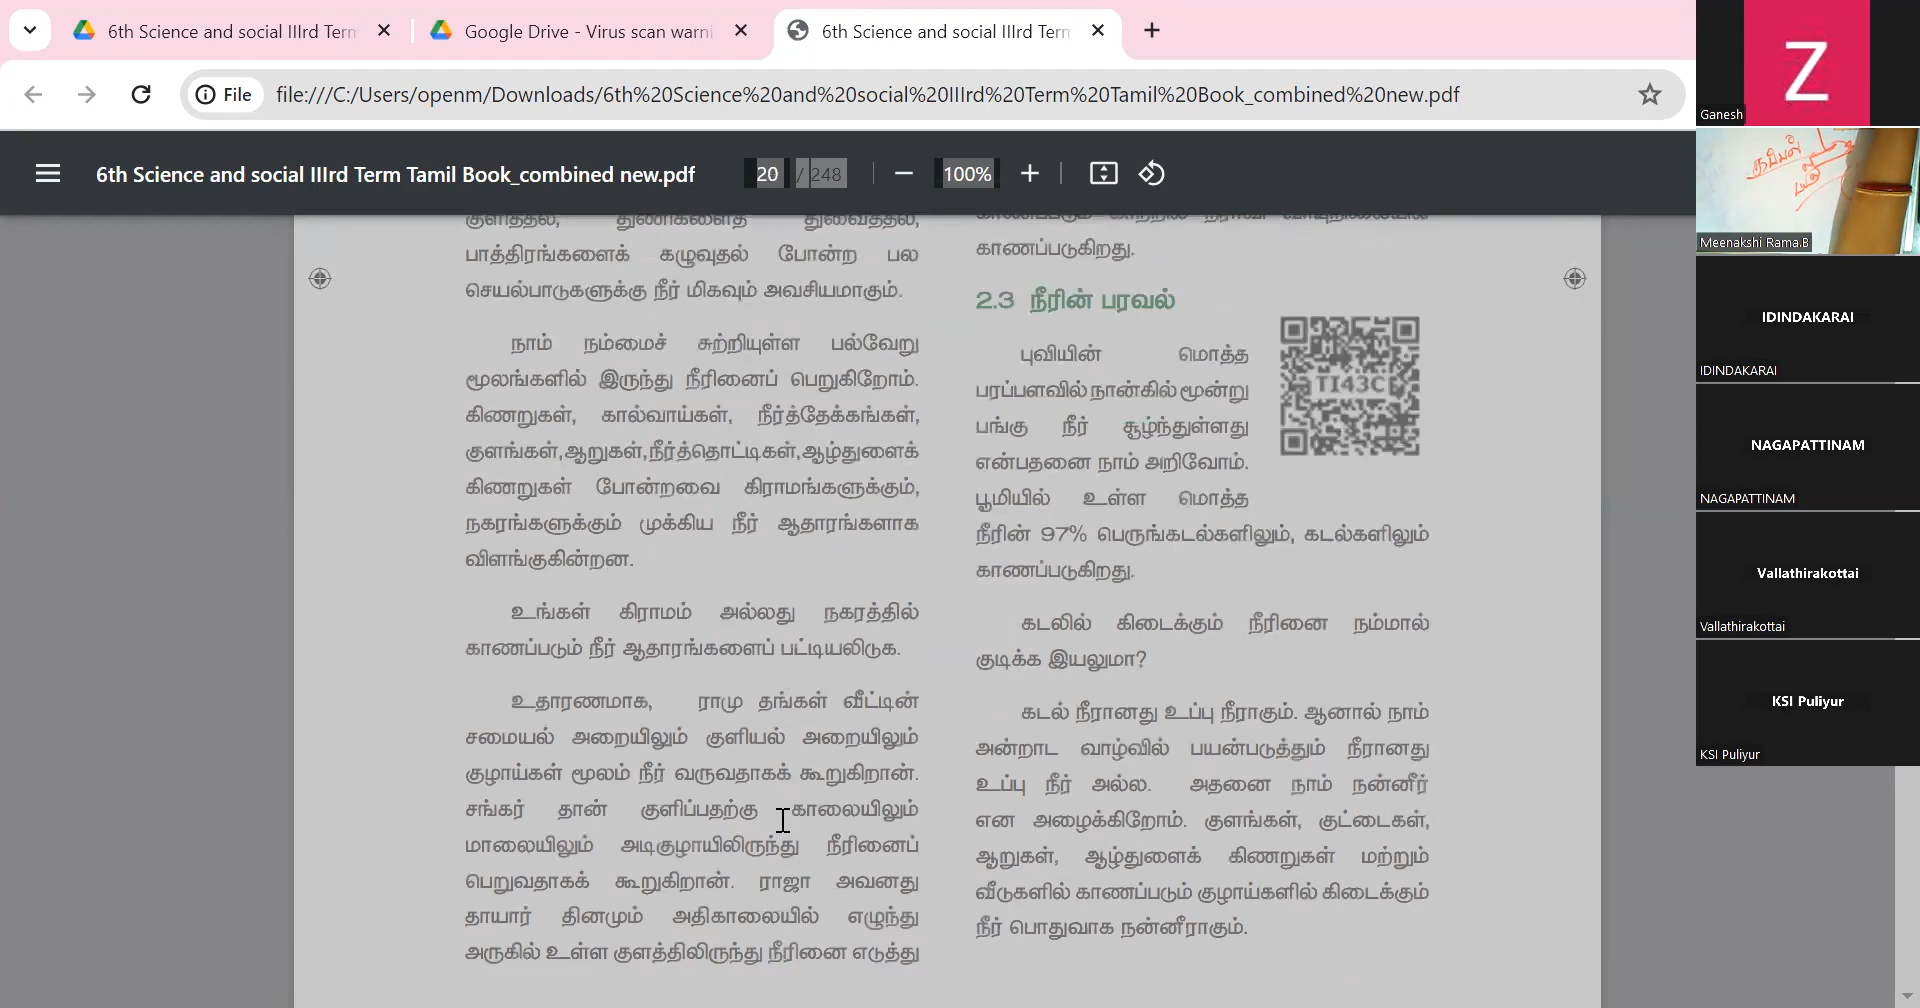 6th Science and social IIIrd Term
Google Drive - Virus scan warni
6th Science and social IIIrd Term
File
file:///C:/Users/openm/Downloads/6th%20Science%20and%20social%20IIIrd%20Term%20Tamil%20Book_combined%20new.pdf
6th Science and social IIIrd Term Tamil Book_combined new.pdf
20 / 248
100%
குளித்தல், துணிகளைத் துவைத்தல்,
பாத்திரங்களைக் கழுவுதல் போன்ற பல
செயல்பாடுகளுக்கு நீர் மிகவும் அவசியமாகும்.
நாம் நம்மைச் சுற்றியுள்ள பல்வேறு
மூலங்களில் இருந்து நீரினைப் பெறுகிறோம்.
கிணறுகள், கால்வாய்கள், நீர்த்தேக்கங்கள்,
குளங்கள்,ஆறுகள்,நீர்த்தொட்டிகள்,ஆழ்துளைக்
கிணறுகள் போன்றவை கிராமங்களுக்கும்,
நகரங்களுக்கும் முக்கிய நீர் ஆதாரங்களாக
விளங்குகின்றன.
உங்கள் கிராமம் அல்லது நகரத்தில்
காணப்படும் நீர் ஆதாரங்களைப் பட்டியலிடுக.
உதாரணமாக, ராமு தங்கள் வீட்டின்
சமையல் அறையிலும் குளியல் அறையிலும்
குழாய்கள் மூலம் நீர் வருவதாகக் கூறுகிறான்.
சங்கர் தான் குளிப்பதற்கு காலையிலும்
மாலையிலும் அடிகுழாயிலிருந்து நீரினைப்
பெறுவதாகக் கூறுகிறான். ராஜா அவனது
தாயார் தினமும் அதிகாலையில் எழுந்து
அருகில் உள்ள குளத்திலிருந்து நீரினை எடுத்து
காணப்படும் காற்றில் நீராவி வாயுநிலையில்
காணப்படுகிறது.
2.3 நீரின் பரவல்
புவியின் மொத்த
பரப்பளவில் நான்கில் மூன்று
பங்கு நீர் சூழ்ந்துள்ளது
என்பதனை நாம் அறிவோம்.
பூமியில் உள்ள மொத்த
நீரின் 97% பெருங்கடல்களிலும், கடல்களிலும்
காணப்படுகிறது.
TI43C
கடலில் கிடைக்கும் நீரினை நம்மால்
குடிக்க இயலுமா?
கடல் நீரானது உப்பு நீராகும். ஆனால் நாம்
அன்றாட வாழ்வில் பயன்படுத்தும் நீரானது
உப்பு நீர் அல்ல. அதனை நாம் நன்னீர்
என அழைக்கிறோம். குளங்கள், குட்டைகள்,
ஆறுகள், ஆழ்துளைக் கிணறுகள் மற்றும்
வீடுகளில் காணப்படும் குழாய்களில் கிடைக்கும்
நீர் பொதுவாக நன்னீராகும்.
Z
Ganesh
Meenakshi Rama.B
IDINDAKARAI
IDINDAKARAI
NAGAPATTINAM
NAGAPATTINAM
Vallathirakottai
Vallathirakottai
KSI Puliyur
KSI Puliyur